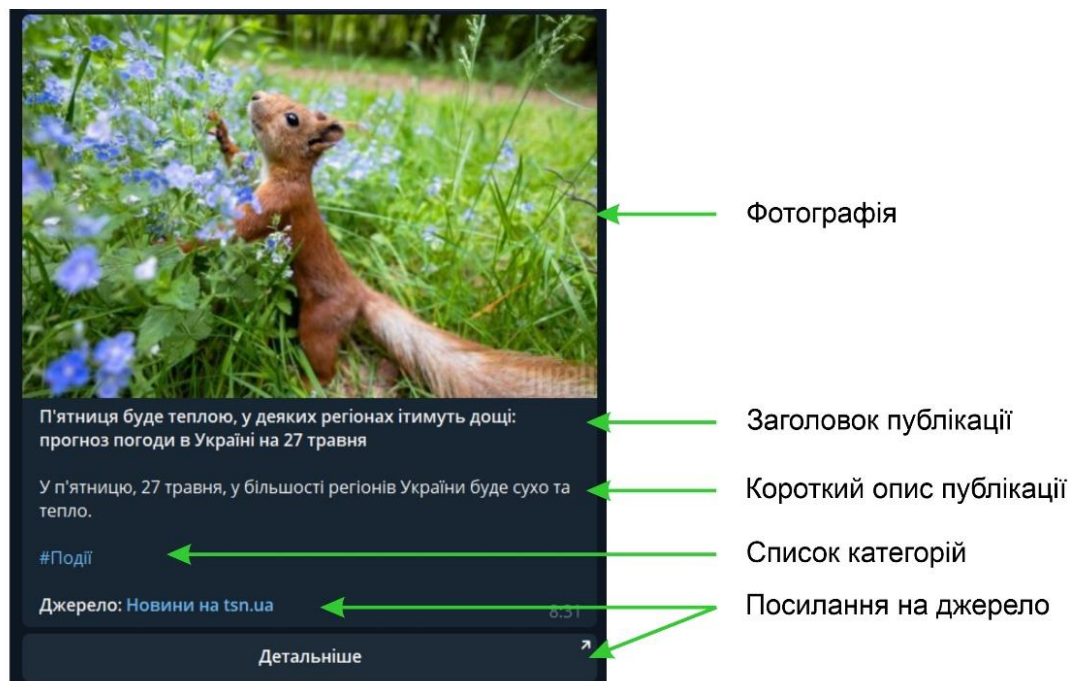 Фотографія
П'ятниця буде теплою, у деяких регіонах ітимуть дощі:
прогноз погоди в Україні на 27 травня
Заголовок публікації
У п'ятницю, 27 травня, у більшості регіонів України буде сухо та
тепло.
Короткий опис публікації
#Події
Список категорій
Джерело: Новини на tsn.ua
8:31
Посилання на джерело
Детальніше